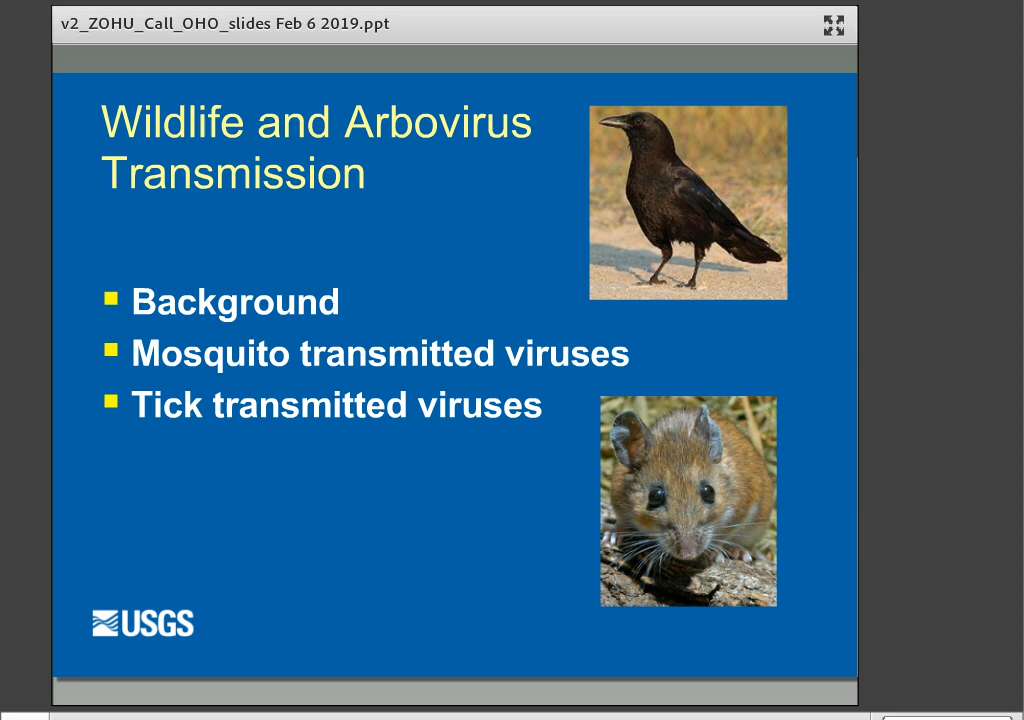 v2_ZOHU_Call_OHO_slides Feb 6 2019.ppt
Wildlife and Arbovirus
Transmission
Background
Mosquito transmitted viruses
Tick transmitted viruses
USGS